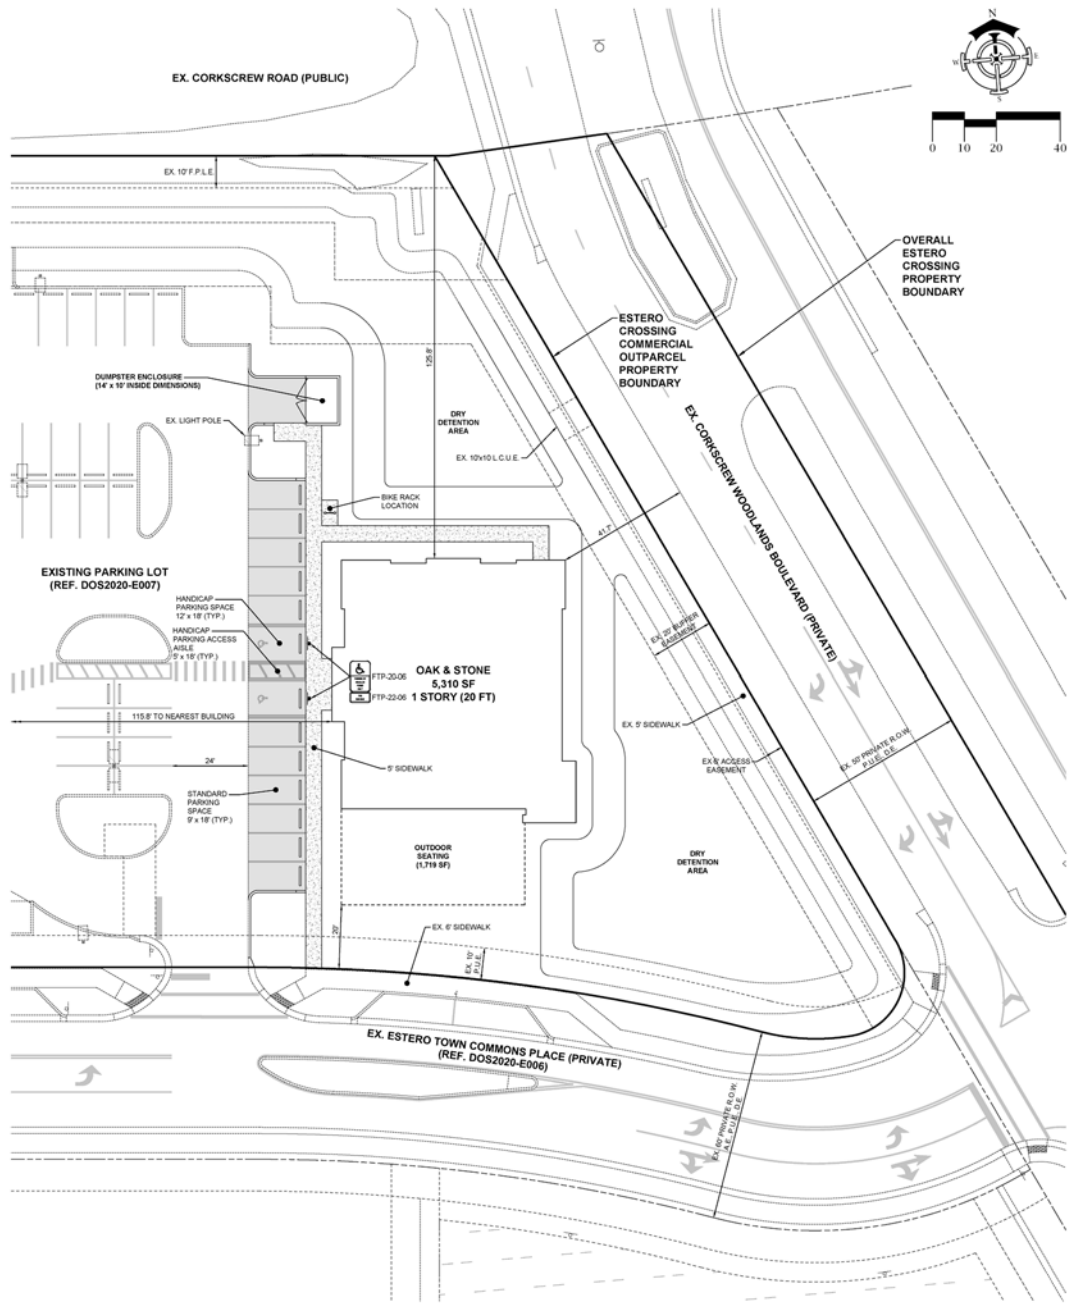 N
W
E
S
0 10 20 40
EX. CORKSCREW ROAD (PUBLIC)
EX. 10' F.P.L.E.
OVERALL
ESTERO
CROSSING
PROPERTY
BOUNDARY
ESTERO
CROSSING
COMMERCIAL
OUTPARCEL
PROPERTY
BOUNDARY
125.8'
DUMPSTER ENCLOSURE
(14' x 10' INSIDE DIMENSIONS)
EX. LIGHT POLE
DRY
DETENTION
AREA
EX. 10'x10 L.C.U.E.
EX. CORKSCREW WOODLANDS BOULEVARD (PRIVATE)
BIKE RACK
LOCATION
41.7'
EXISTING PARKING LOT
(REF. DOS2020-E007)
HANDICAP
PARKING SPACE
12' x 18' (TYP.)
HANDICAP
PARKING ACCESS
AISLE
5' x 18' (TYP.)
FTP-20-06
FTP-22-06
OAK & STONE
5,310 SF
1 STORY (20 FT)
EX. 20' BUFFER
EASEMENT
115.8' TO NEAREST BUILDING
EX. 5' SIDEWALK
24'
5' SIDEWALK
EX 6' ACCESS
EASEMENT
EX. 50' PRIVATE R.O.W.
P.U.E. D.E.
STANDARD
PARKING
SPACE
9' x 18' (TYP.)
OUTDOOR
SEATING
(1,719 SF)
DRY
DETENTION
AREA
20'
EX. 6' SIDEWALK
EX. 10'
P.U.E.
EX. ESTERO TOWN COMMONS PLACE (PRIVATE)
(REF. DOS2020-E006)
EX. 60' PRIVATE R.O.W.
A.E. P.U.E. D.E.